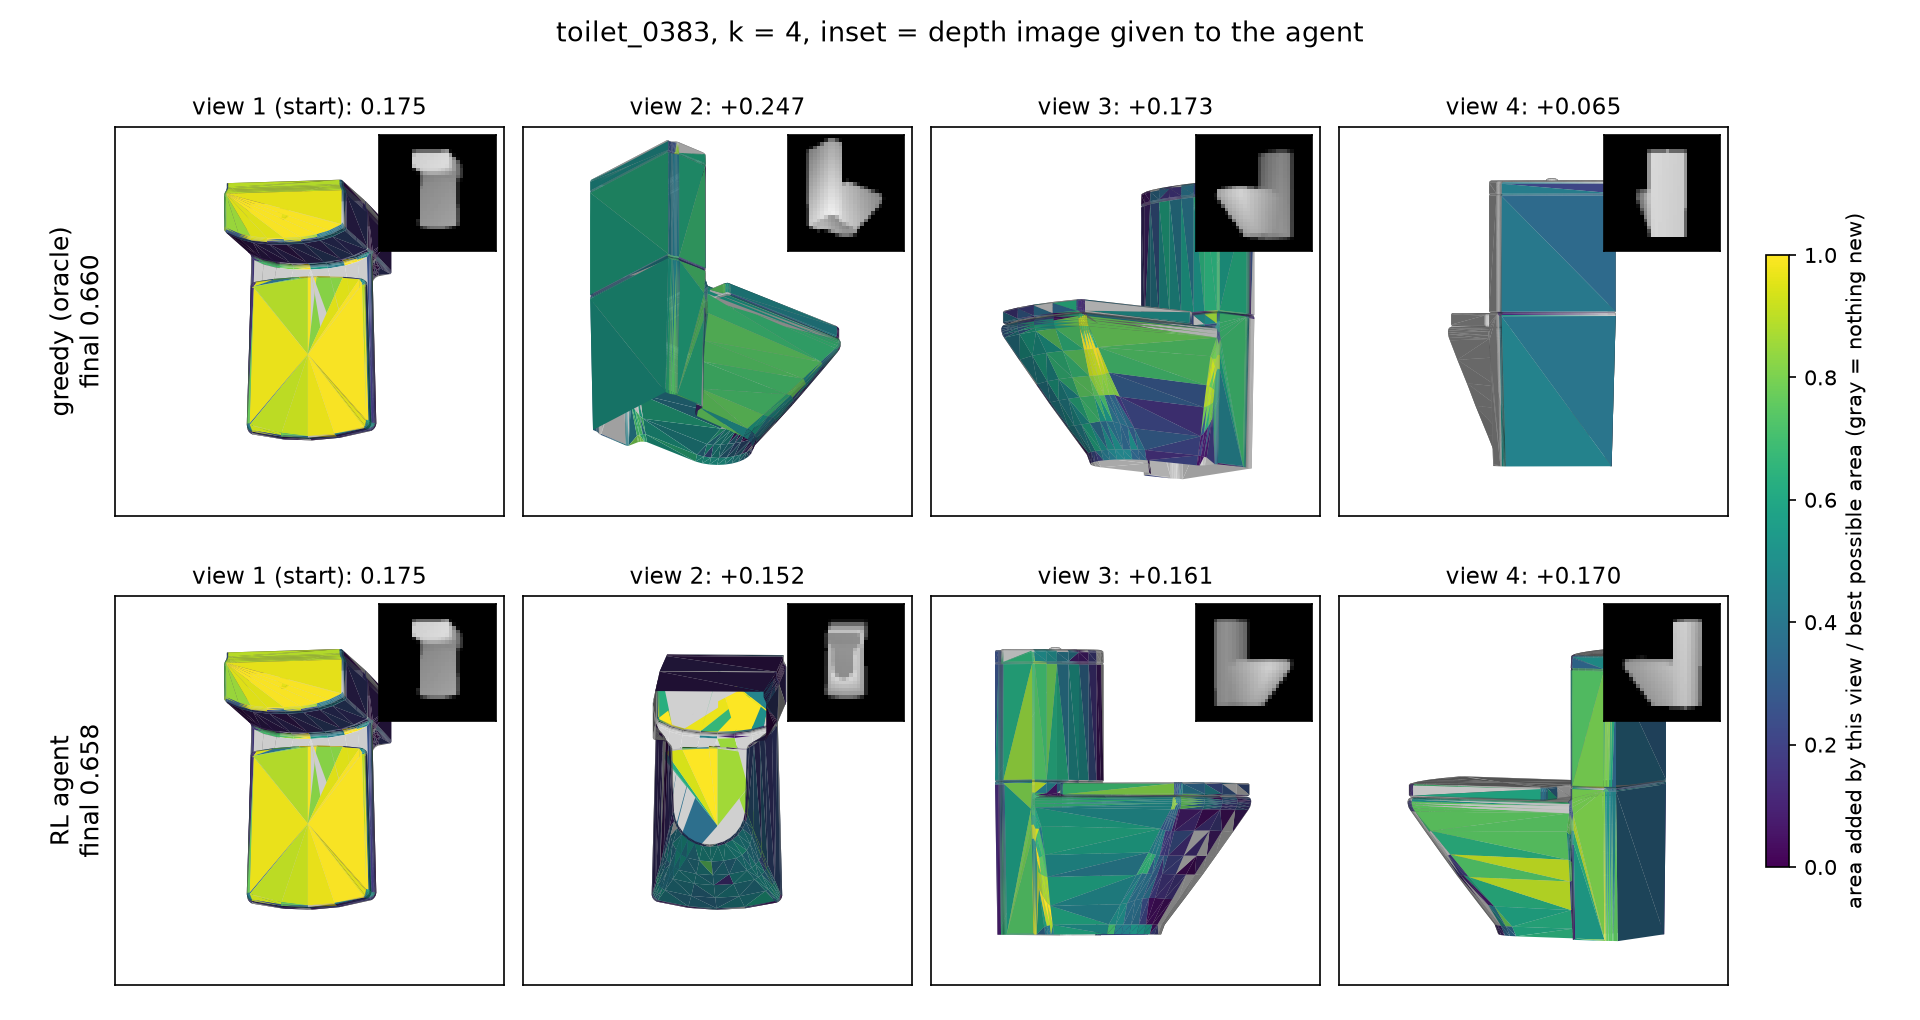 toilet_0383, k = 4, inset = depth image given to the agent
greedy (oracle)
final 0.660
view 1 (start): 0.175
view 2: +0.247
view 3: +0.173
view 4: +0.065
RL agent
final 0.658
view 1 (start): 0.175
view 2: +0.152
view 3: +0.161
view 4: +0.170
1.0
0.8
0.6
0.4
0.2
0.0
area added by this view / best possible area (gray = nothing new)